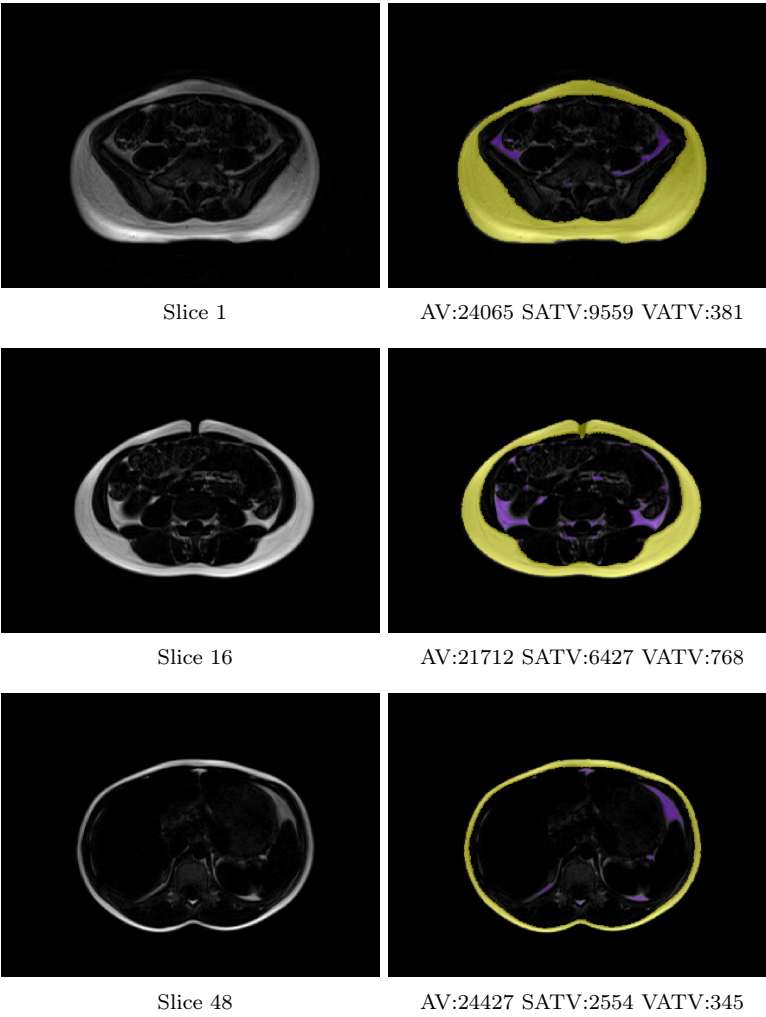 Slice 1
AV:24065 SATV:9559 VATV:381
Slice 16
AV:21712 SATV:6427 VATV:768
Slice 48
AV:24427 SATV:2554 VATV:345